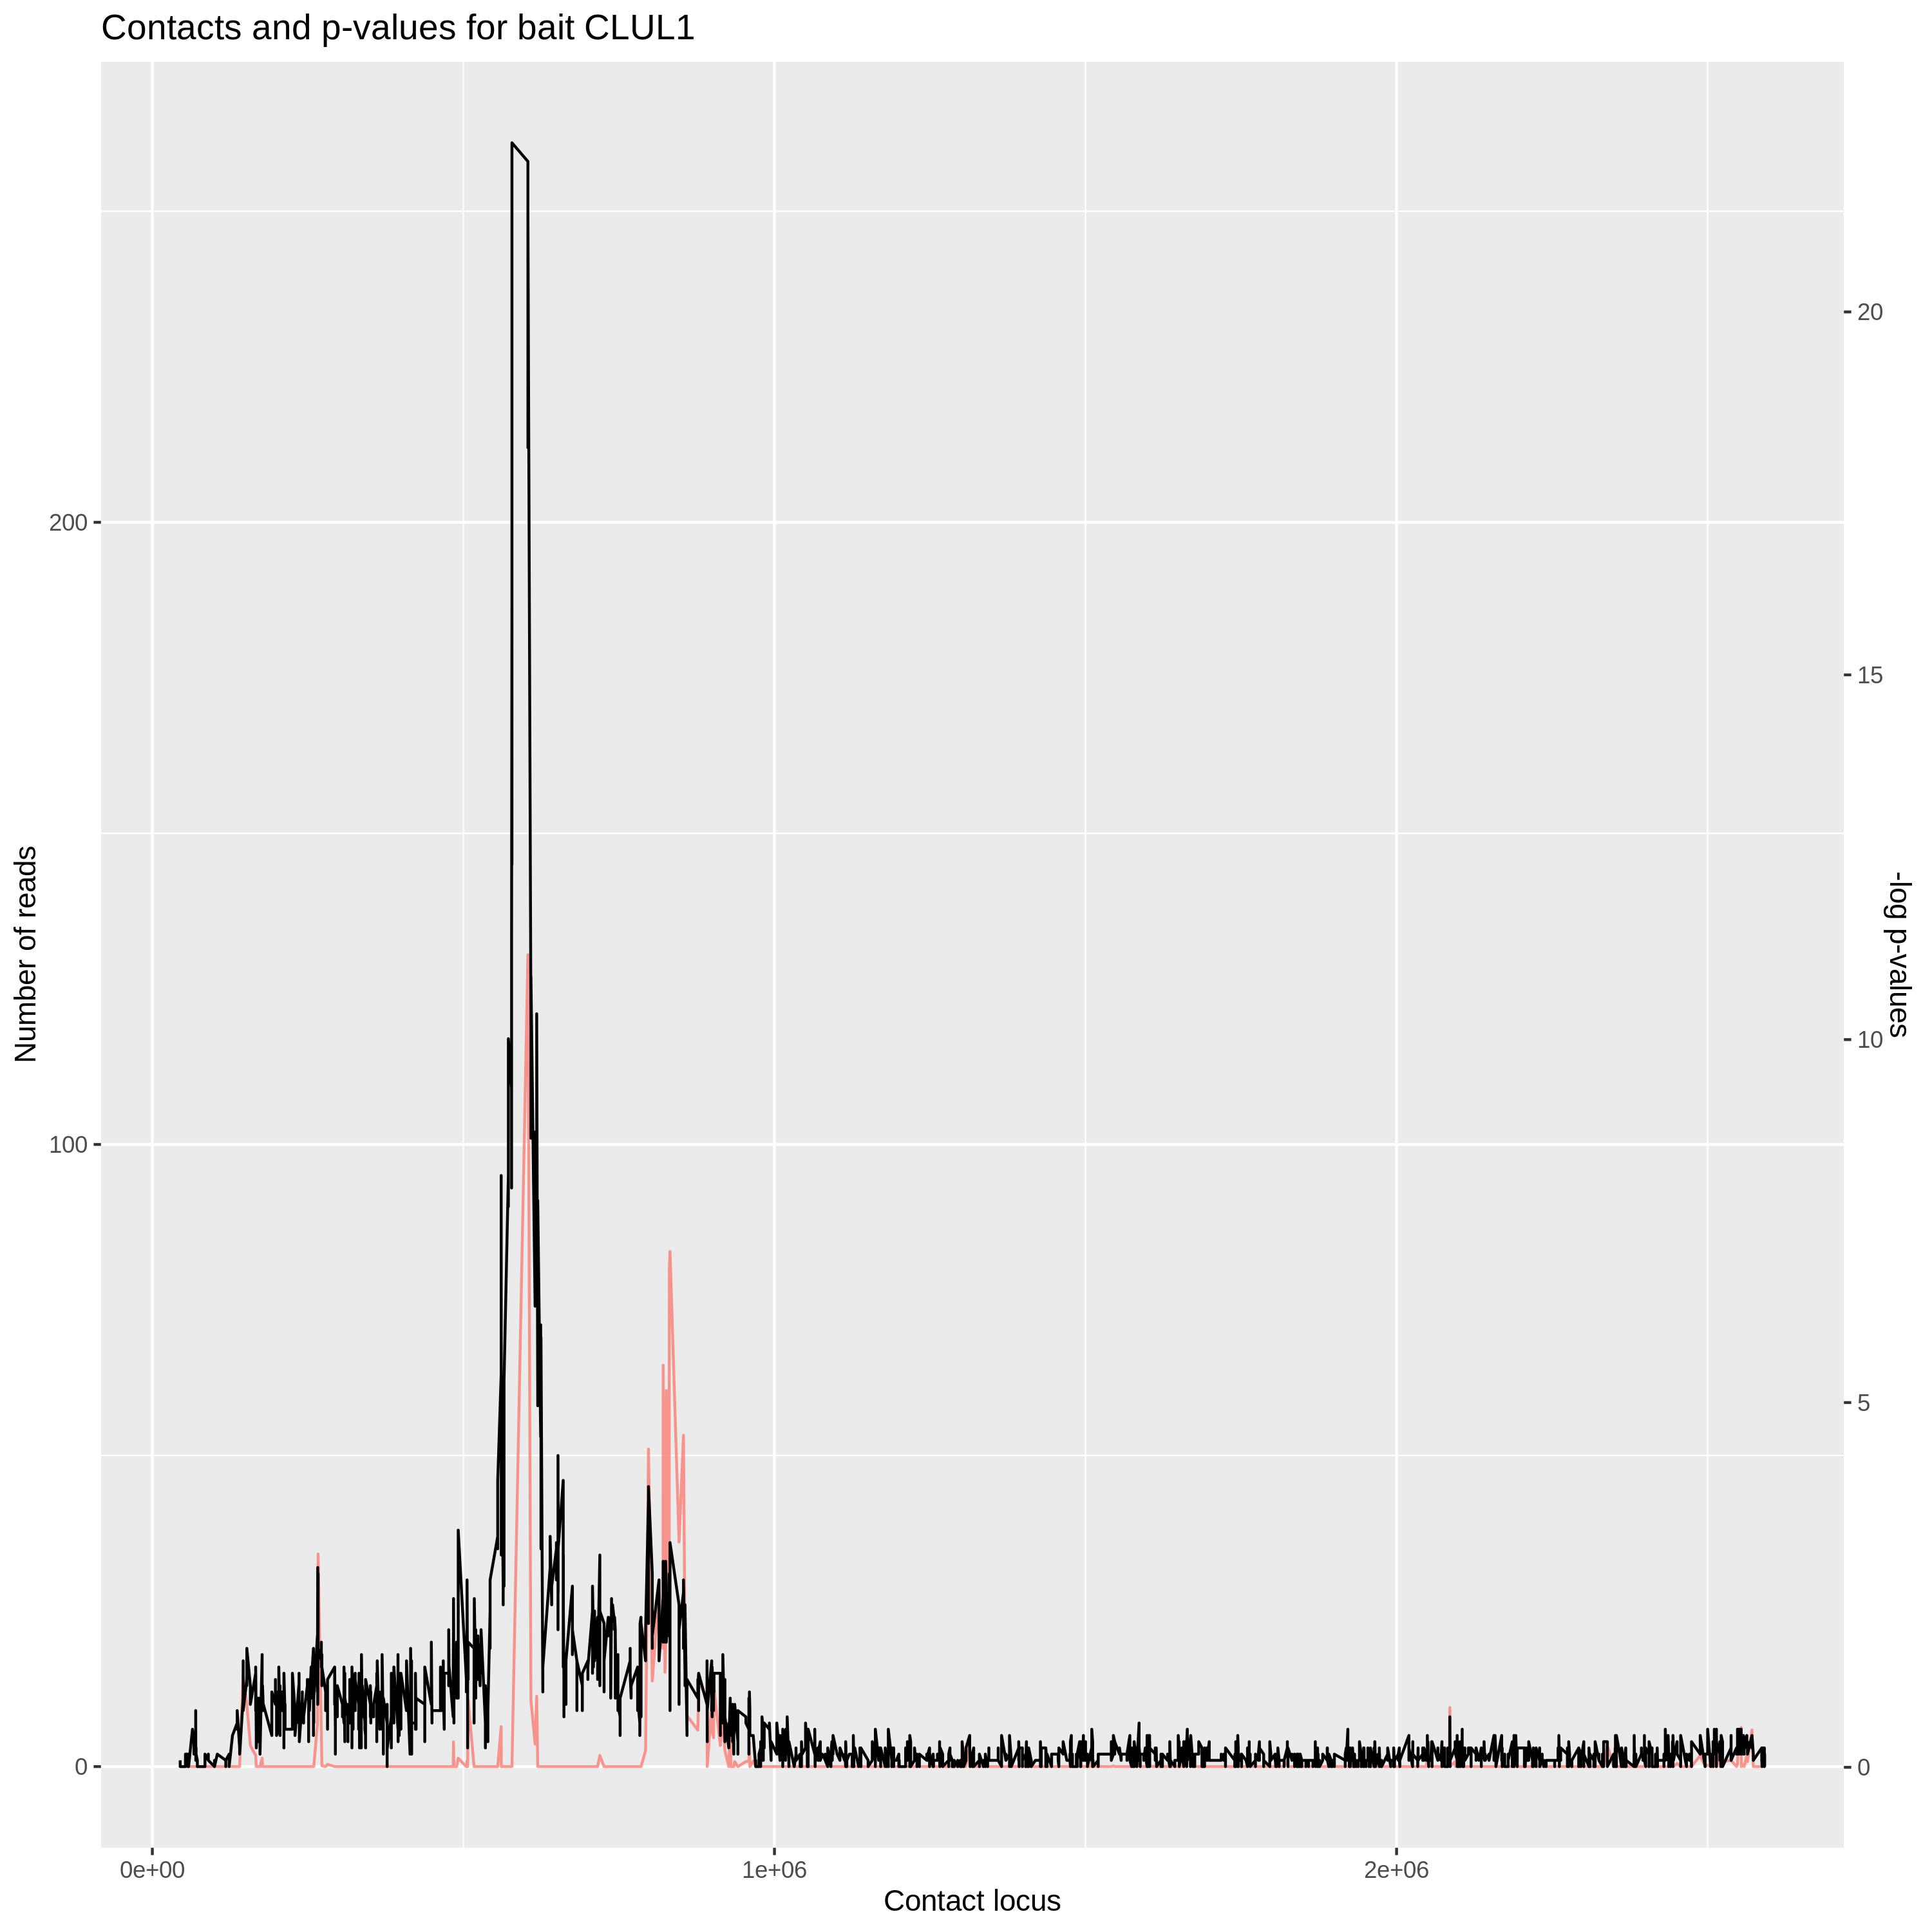 Contacts and p-values for bait CLUL1
Number of reads
200
100
0
20
15
10
5
0
-log p-values
0e+00
1e+06
2e+06
Contact locus